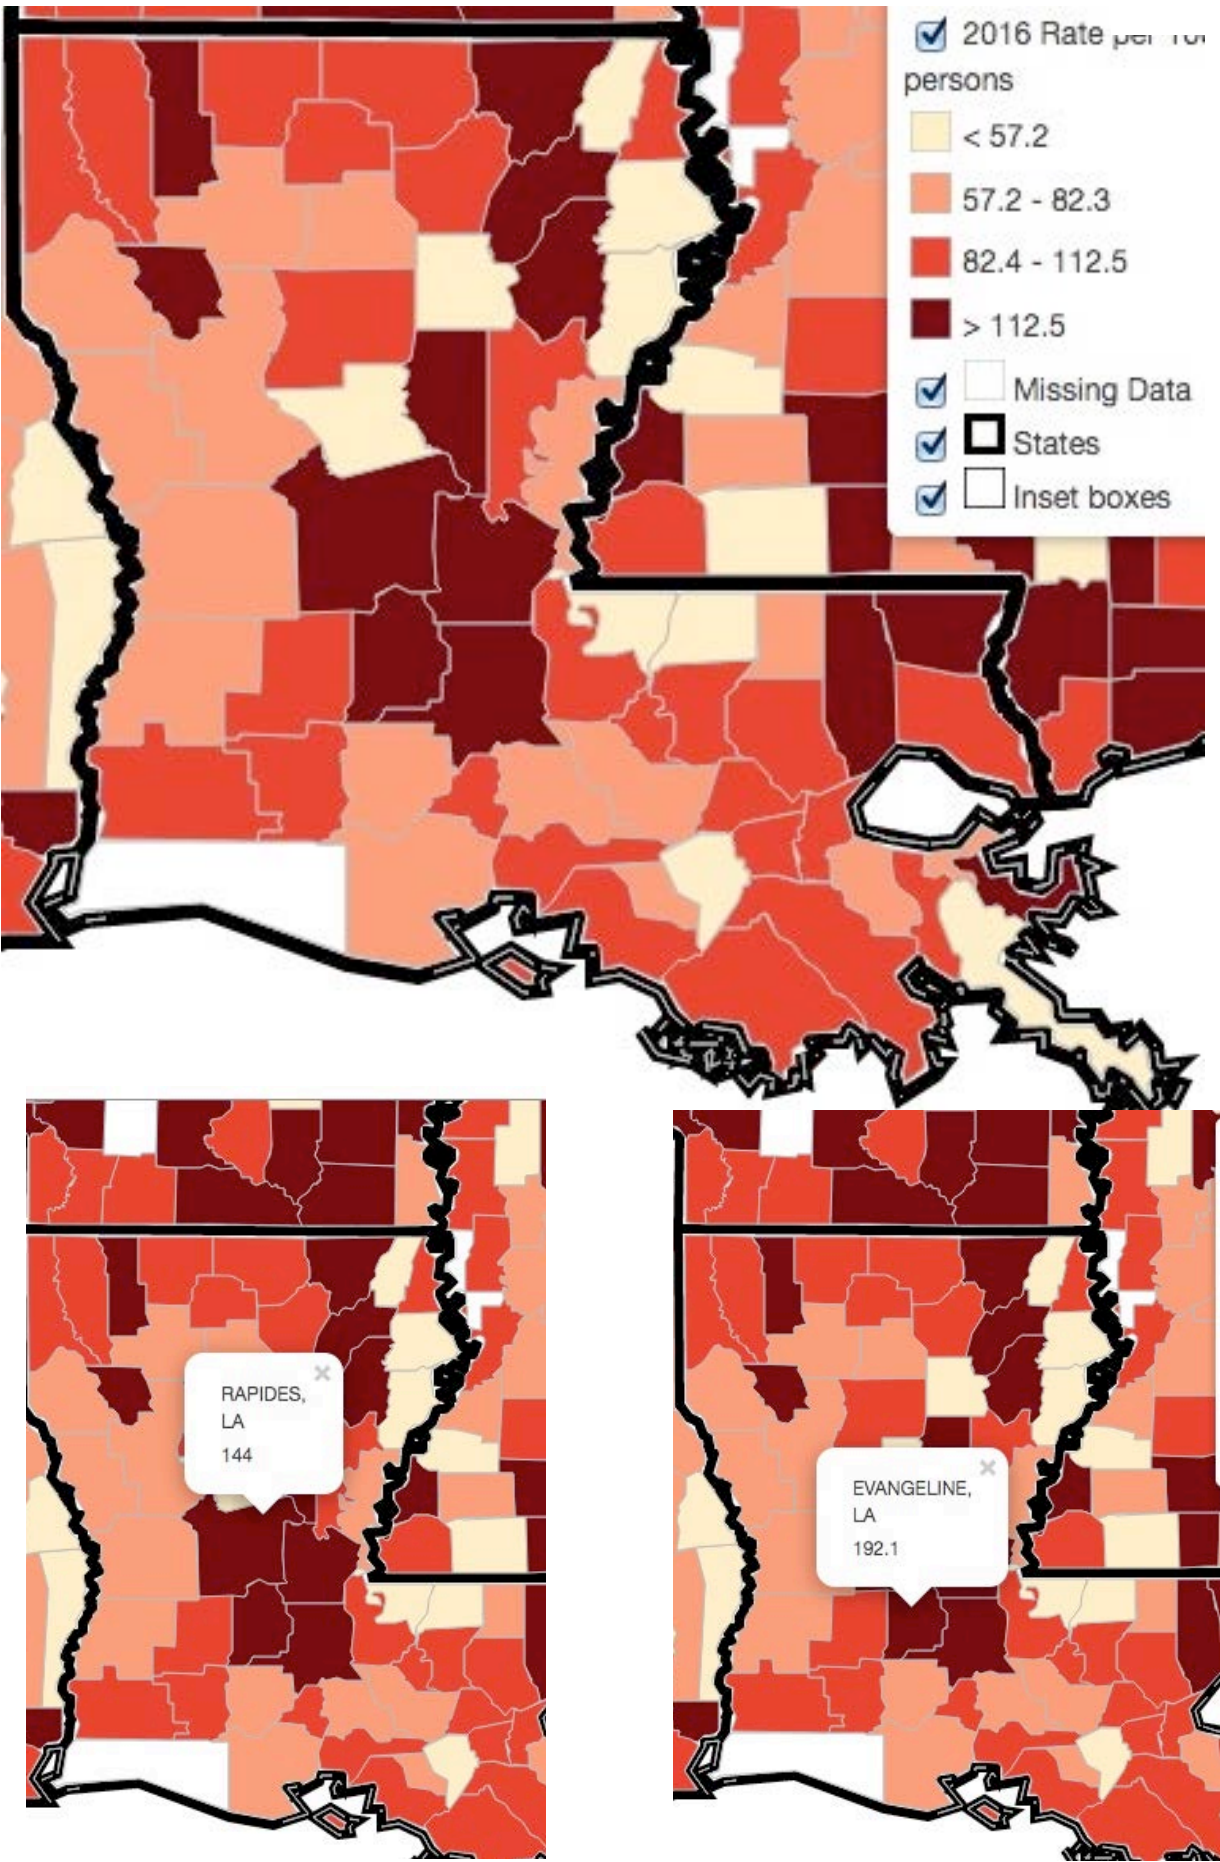 2016 Rate per
persons
< 57.2
57.2 - 82.3
82.4 - 112.5
> 112.5
Missing Data
States
Inset boxes
RAPIDES,
LA
144
EVANGELINE,
LA
192.1